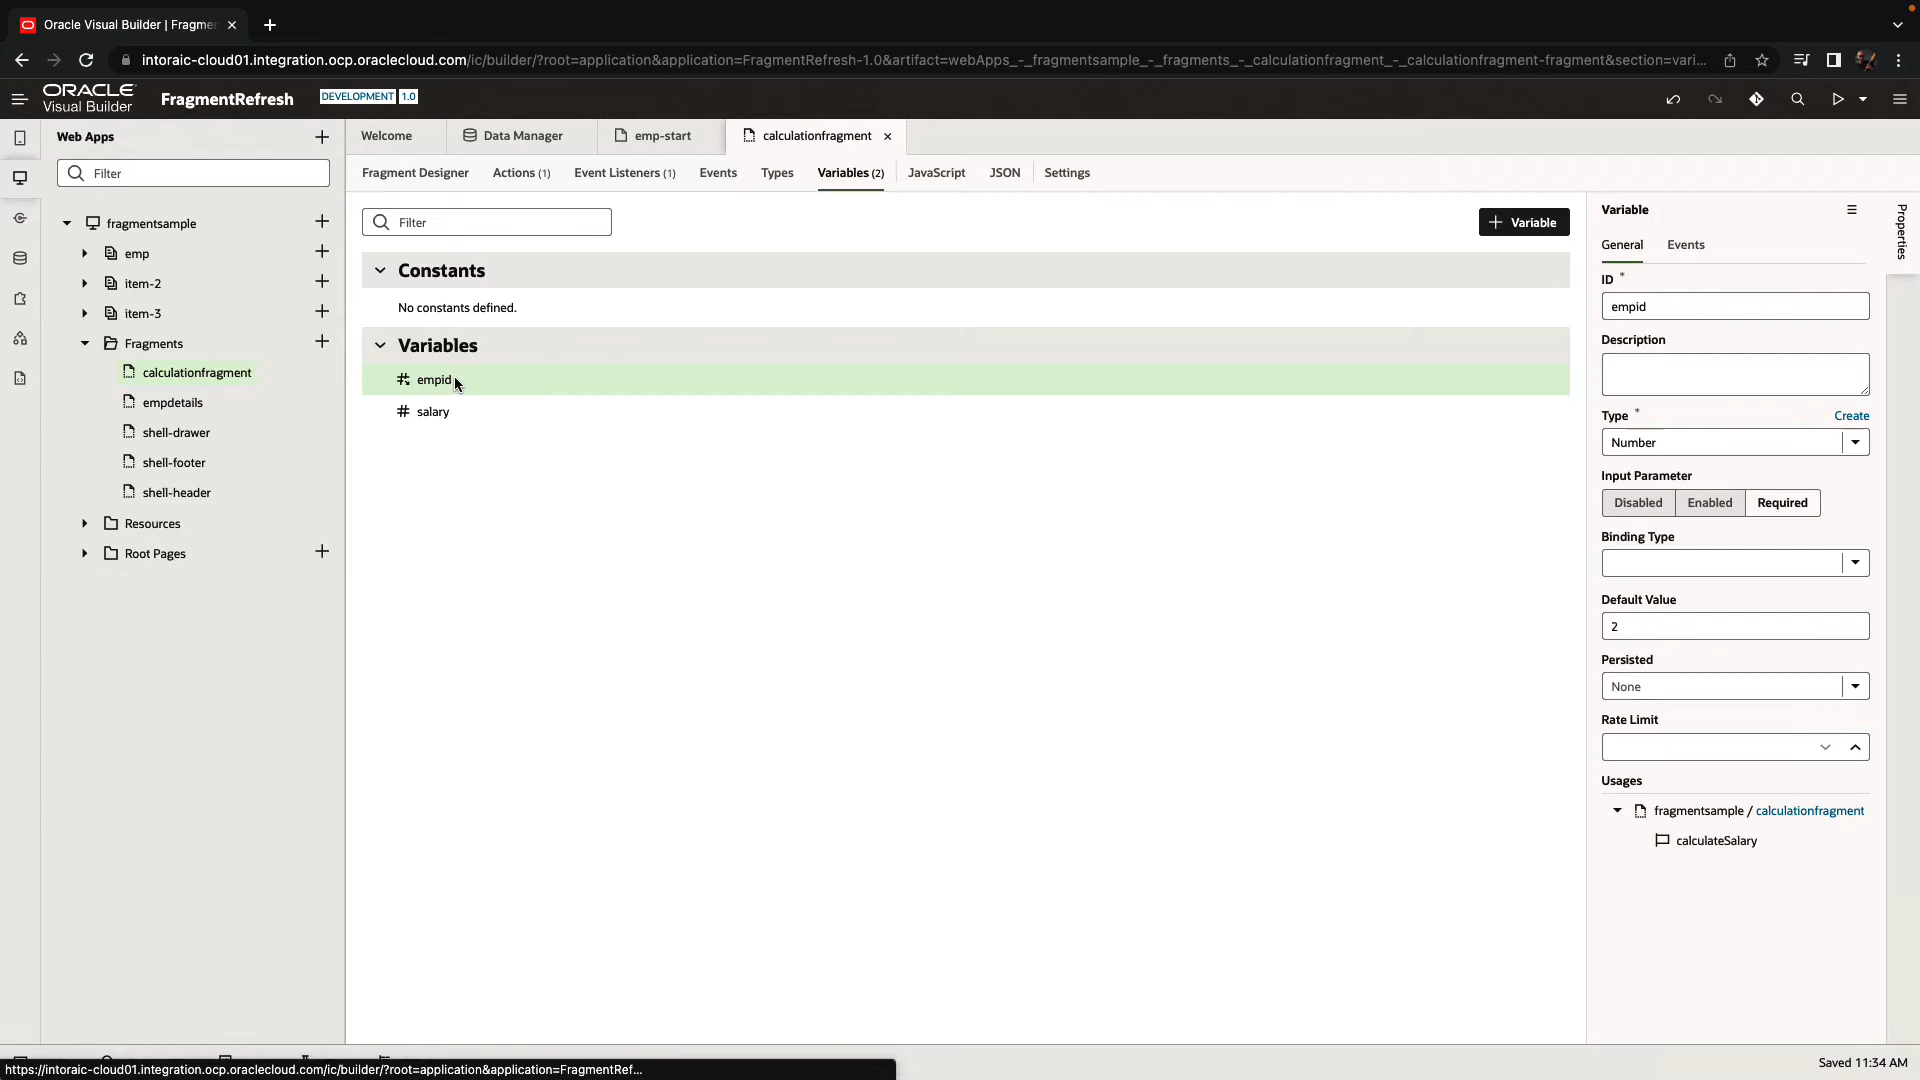 Oracle Visual Builder | Fragme
intoraic-cloud01.integration.ocp.oraclecloud.com/ic/builder/?root=application&application=FragmentRefresh-1.0&artifact=webApps_-_fragmentsample_-_fragments_-_calculationfragment_-_calculationfragment-fragment&section=vari...
ORACLE
Visual Builder
FragmentRefresh
DEVELOPMENT 1.0
Web Apps
Filter
fragmentsample
emp
item-2
item-3
Fragments
calculationfragment
empdetails
shell-drawer
shell-footer
shell-header
Resources
Root Pages
Welcome
Data Manager
emp-start
calculationfragment
Fragment Designer
Actions (1)
Event Listeners (1)
Events
Types
Variables (2)
JavaScript
JSON
Settings
Filter
+ Variable
Constants
No constants defined.
Variables
empid
# salary
Variable
General
Events
ID *
empid
Description
Type *
Create
Number
Input Parameter
Disabled
Enabled
Required
Binding Type
Default Value
2
Persisted
None
Rate Limit
Usages
fragmentsample / calculationfragment
calculateSalary
Properties
https://intoraic-cloud01.integration.ocp.oraclecloud.com/ic/builder/?root=application&application=FragmentRef...
Saved 11:34 AM